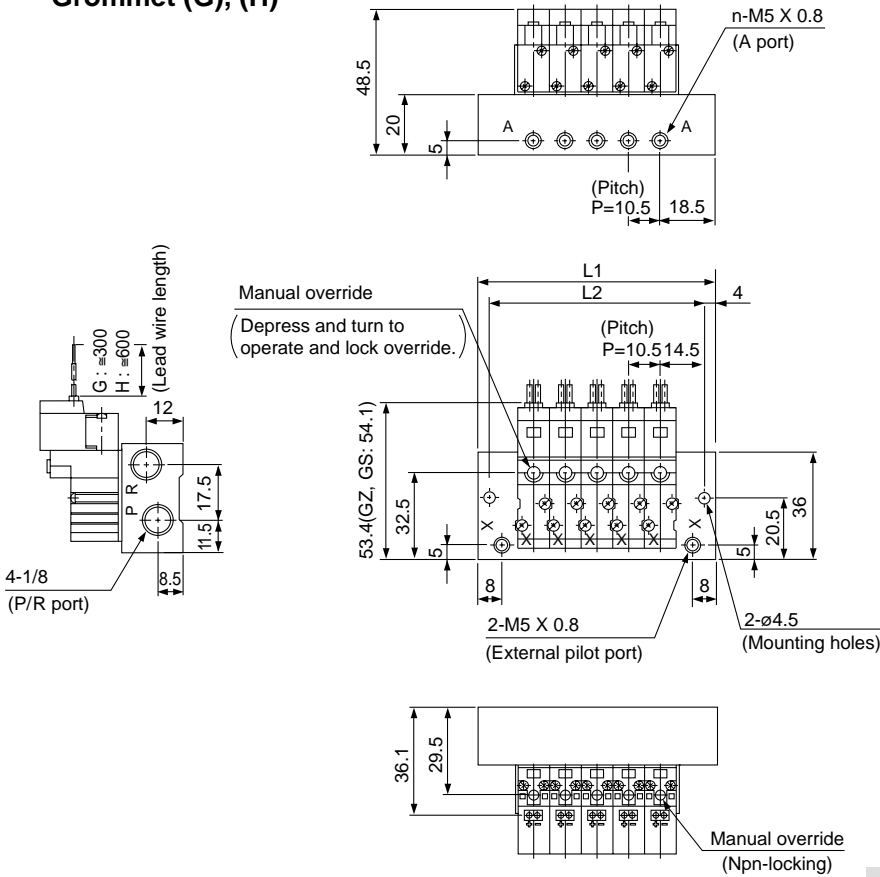 Grommet (G), (H)
n-M5 X 0.8
(A port)
48.5
20
5
A
A
(Pitch)
P=10.5
18.5
L1
L2
4
Manual override
(Depress and turn to
operate and lock override.)
(Pitch)
P=10.5
14.5
G : ≅300
H : ≅600
(Lead wire length)
12
P
R
17.5
11.5
8.5
4-1/8
(P/R port)
53.4(GZ, GS: 54.1)
32.5
5
X
X
X
X
X
X
X
36
20.5
5
8
8
2-M5 X 0.8
(External pilot port)
2-ø4.5
(Mounting holes)
36.1
29.5
Manual override
(Npn-locking)